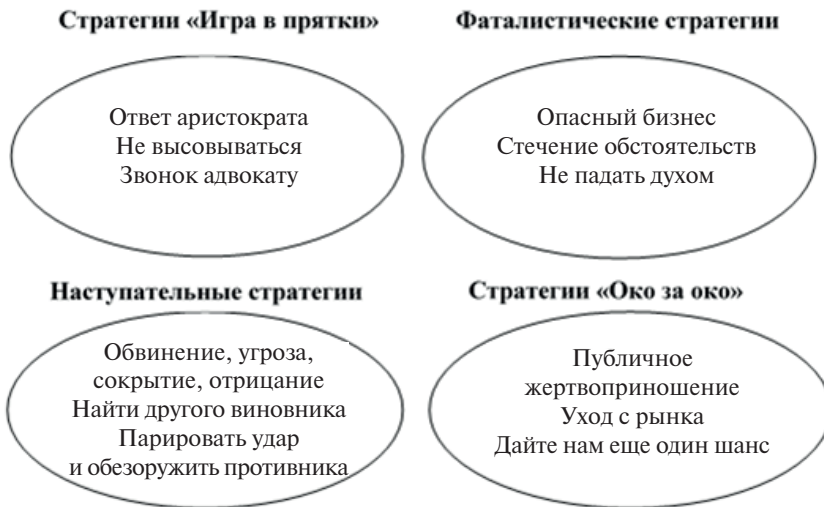 Стратегии «Игра в прятки»
Ответ аристократа
Не высовываться
Звонок адвокату
Фаталистические стратегии
Опасный бизнес
Стечение обстоятельств
Не падать духом
Наступательные стратегии
Обвинение, угроза,
сокрытие, отрицание
Найти другого виновника
Парировать удар
и обезоружить противника
Стратегии «Око за око»
Публичное
жертвоприношение
Уход с рынка
Дайте нам еще один шанс